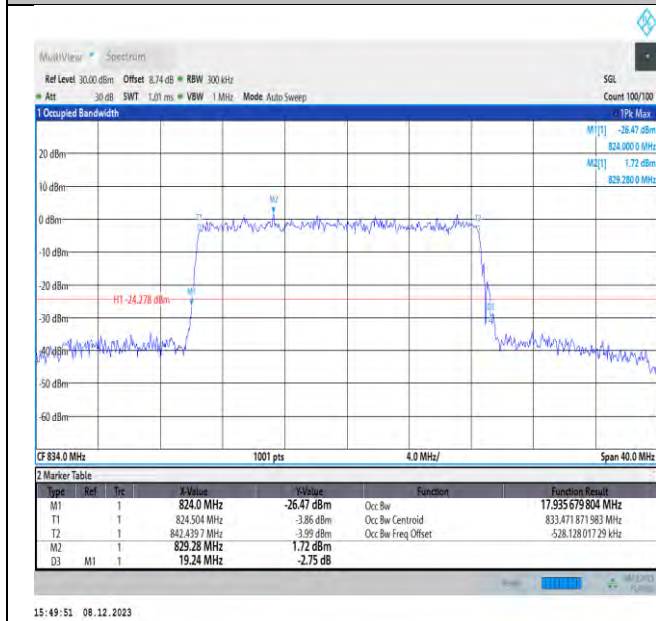 MultiView Spectrum
Ref Level 30.00 dBm Offset 8.74 dB RBW 300 kHz SGL
Att 30 dB SWT 1.01 ms VBW 1 MHz Mode Auto Sweep Count 100/100
1 Occupied Bandwidth 1Pk Max
M1[1] -26.47 dBm
824.000 0 MHz
M2[1] 1.72 dBm
829.280 0 MHz
20 dBm
10 dBm
0 dBm
-10 dBm
-20 dBm
-30 dBm
-40 dBm
-50 dBm
-60 dBm
M2
T1
T2
M1
H1 -24.278 dBm
D3
CF 834.0 MHz 1001 pts 4.0 MHz/ Span 40.0 MHz
2 Marker Table
Type Ref Trc X-Value Y-Value Function Function Result
M1 1 824.0 MHz -26.47 dBm Occ Bw 17.935 679 804 MHz
T1 1 824.504 MHz -3.86 dBm Occ Bw Centroid 833.471 871 983 MHz
T2 1 842.439 7 MHz -3.99 dBm Occ Bw Freq Offset -528.128 017 29 kHz
M2 1 829.28 MHz 1.72 dBm
D3 M1 1 19.24 MHz -2.75 dB
15:49:51 08.12.2023